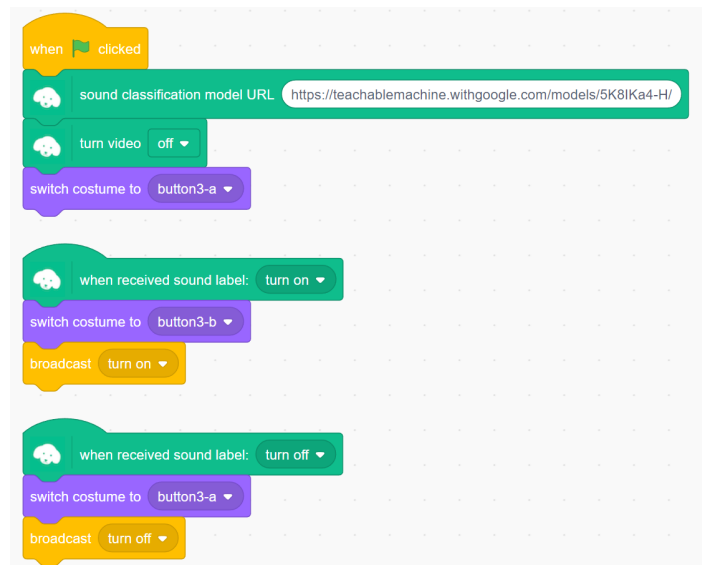 when clicked
sound classification model URL https://teachablemachine.withgoogle.com/models/5K8IKa4-H/
turn video off
switch costume to button3-a
when received sound label: turn on
switch costume to button3-b
broadcast turn on
when received sound label: turn off
switch costume to button3-a
broadcast turn off